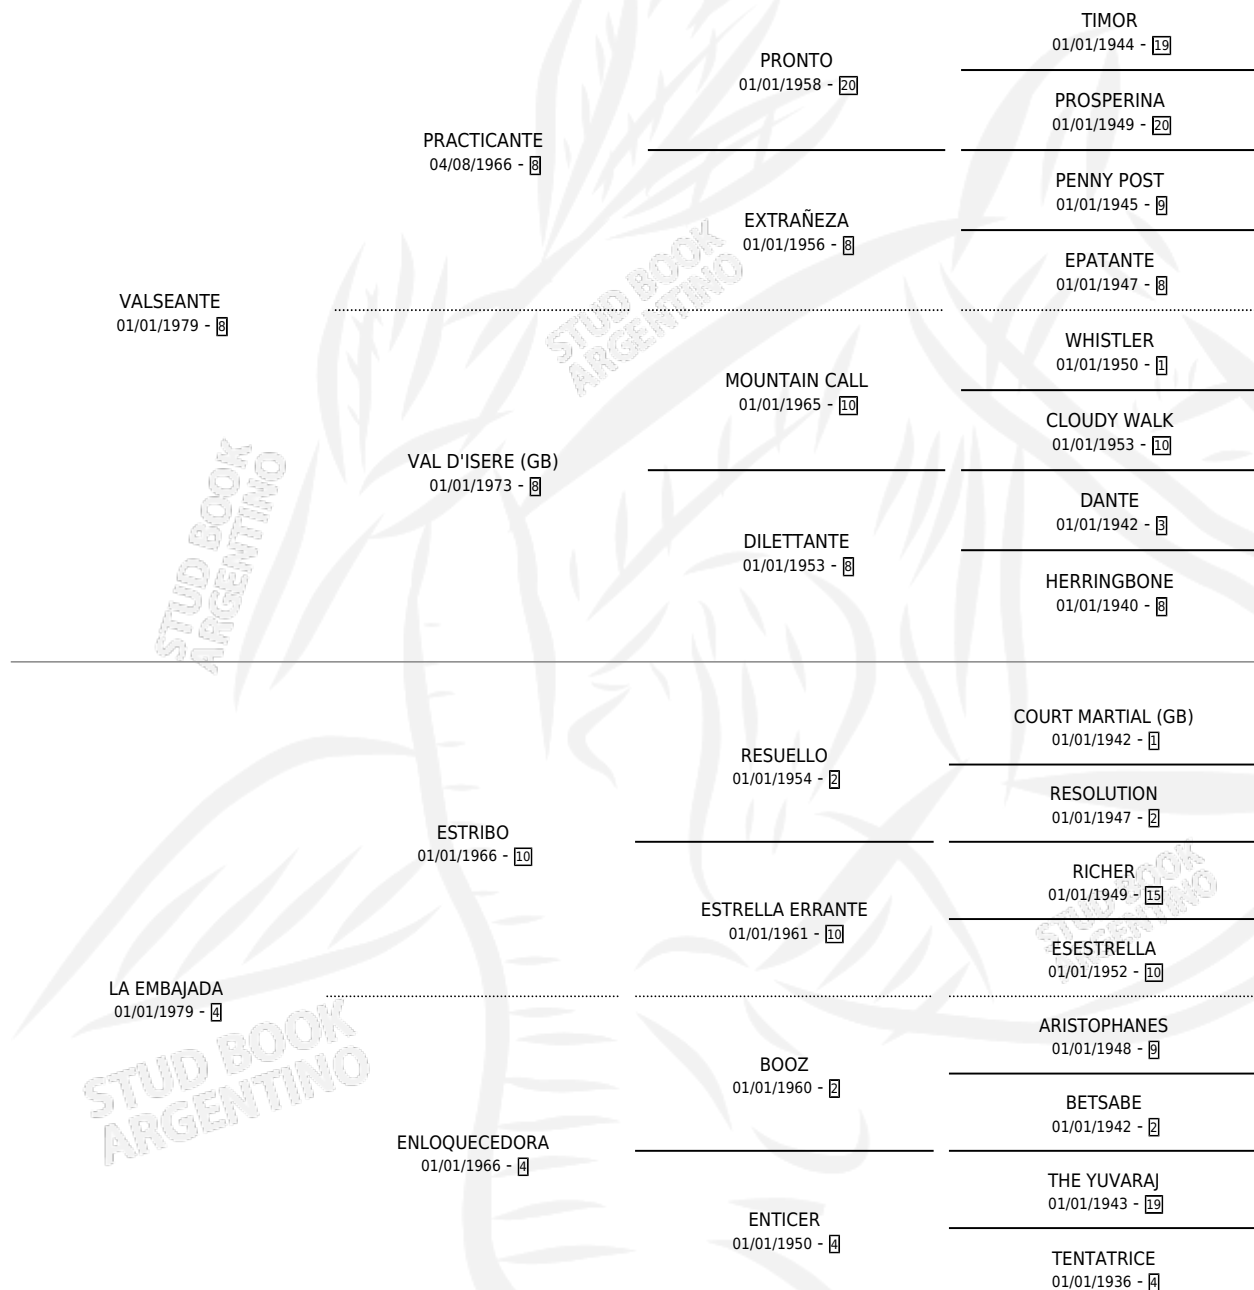 TIMOR
01/01/1944 - 19
PRONTO
01/01/1958 - 20
PROSPERINA
01/01/1949 - 20
PRACTICANTE
04/08/1966 - 8
PENNY POST
01/01/1945 - 9
EXTRAÑEZA
01/01/1956 - 8
EPATANTE
01/01/1947 - 8
VALSEANTE
01/01/1979 - 8
WHISTLER
01/01/1950 - 1
MOUNTAIN CALL
01/01/1965 - 10
CLOUDY WALK
01/01/1953 - 10
VAL D'ISERE (GB)
01/01/1973 - 8
DANTE
01/01/1942 - 3
DILETTANTE
01/01/1953 - 8
HERRINGBONE
01/01/1940 - 8
COURT MARTIAL (GB)
01/01/1942 - 1
RESUELLO
01/01/1954 - 2
RESOLUTION
01/01/1947 - 2
ESTRIBO
01/01/1966 - 10
RICHER
01/01/1949 - 15
ESTRELLA ERRANTE
01/01/1961 - 10
ESESTRELLA
01/01/1952 - 10
LA EMBAJADA
01/01/1979 - 4
ARISTOPHANES
01/01/1948 - 9
BOOZ
01/01/1960 - 2
BETSABE
01/01/1942 - 2
ENLOQUECEDORA
01/01/1966 - 4
THE YUVARAJ
01/01/1943 - 19
ENTICER
01/01/1950 - 4
TENTATRICE
01/01/1936 - 4
STUD BOOK
ARGENTINO
STUD BOOK
ARGENTINO
STUD BOOK
ARGENTINO
STUD BOOK
ARGENTINO